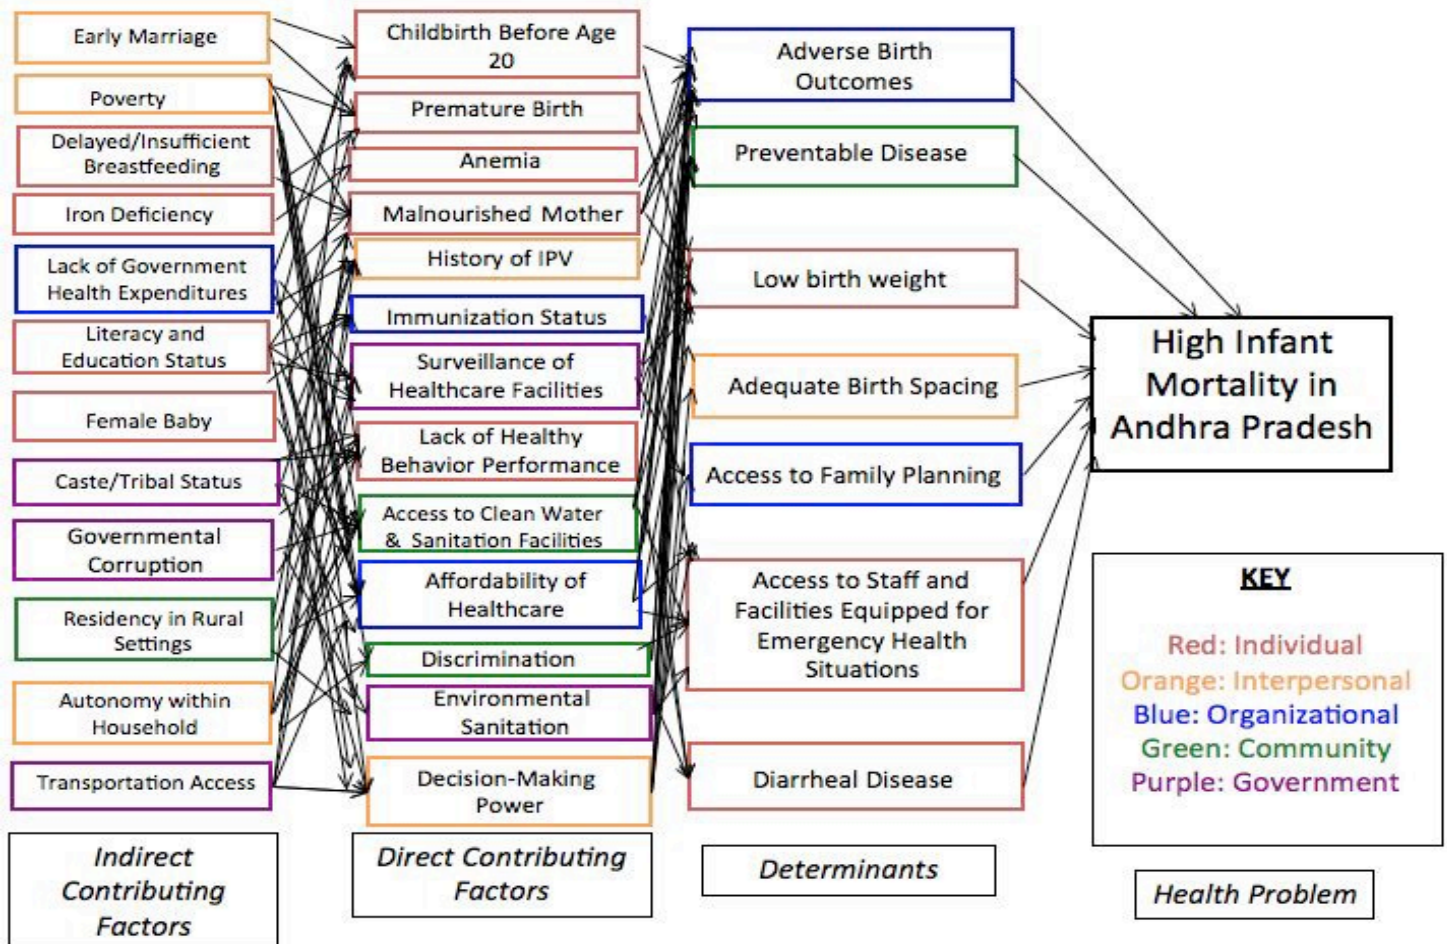 Early Marriage
Poverty
Delayed/Insufficient
Breastfeeding
Iron Deficiency
Lack of Government
Health Expenditures
Literacy and
Education Status
Female Baby
Caste/Tribal Status
Governmental
Corruption
Residency in Rural
Settings
Autonomy within
Household
Transportation Access
Indirect
Contributing
Factors
Childbirth Before Age
20
Premature Birth
Anemia
Malnourished Mother
History of IPV
Immunization Status
Surveillance of
Healthcare Facilities
Lack of Healthy
Behavior Performance
Access to Clean Water
& Sanitation Facilities
Affordability of
Healthcare
Discrimination
Environmental
Sanitation
Decision-Making
Power
Direct Contributing
Factors
Adverse Birth
Outcomes
Preventable Disease
Low birth weight
Adequate Birth Spacing
Access to Family Planning
Access to Staff and
Facilities Equipped for
Emergency Health
Situations
Diarrheal Disease
Determinants
High Infant
Mortality in
Andhra Pradesh
KEY
Red: Individual
Orange: Interpersonal
Blue: Organizational
Green: Community
Purple: Government
Health Problem